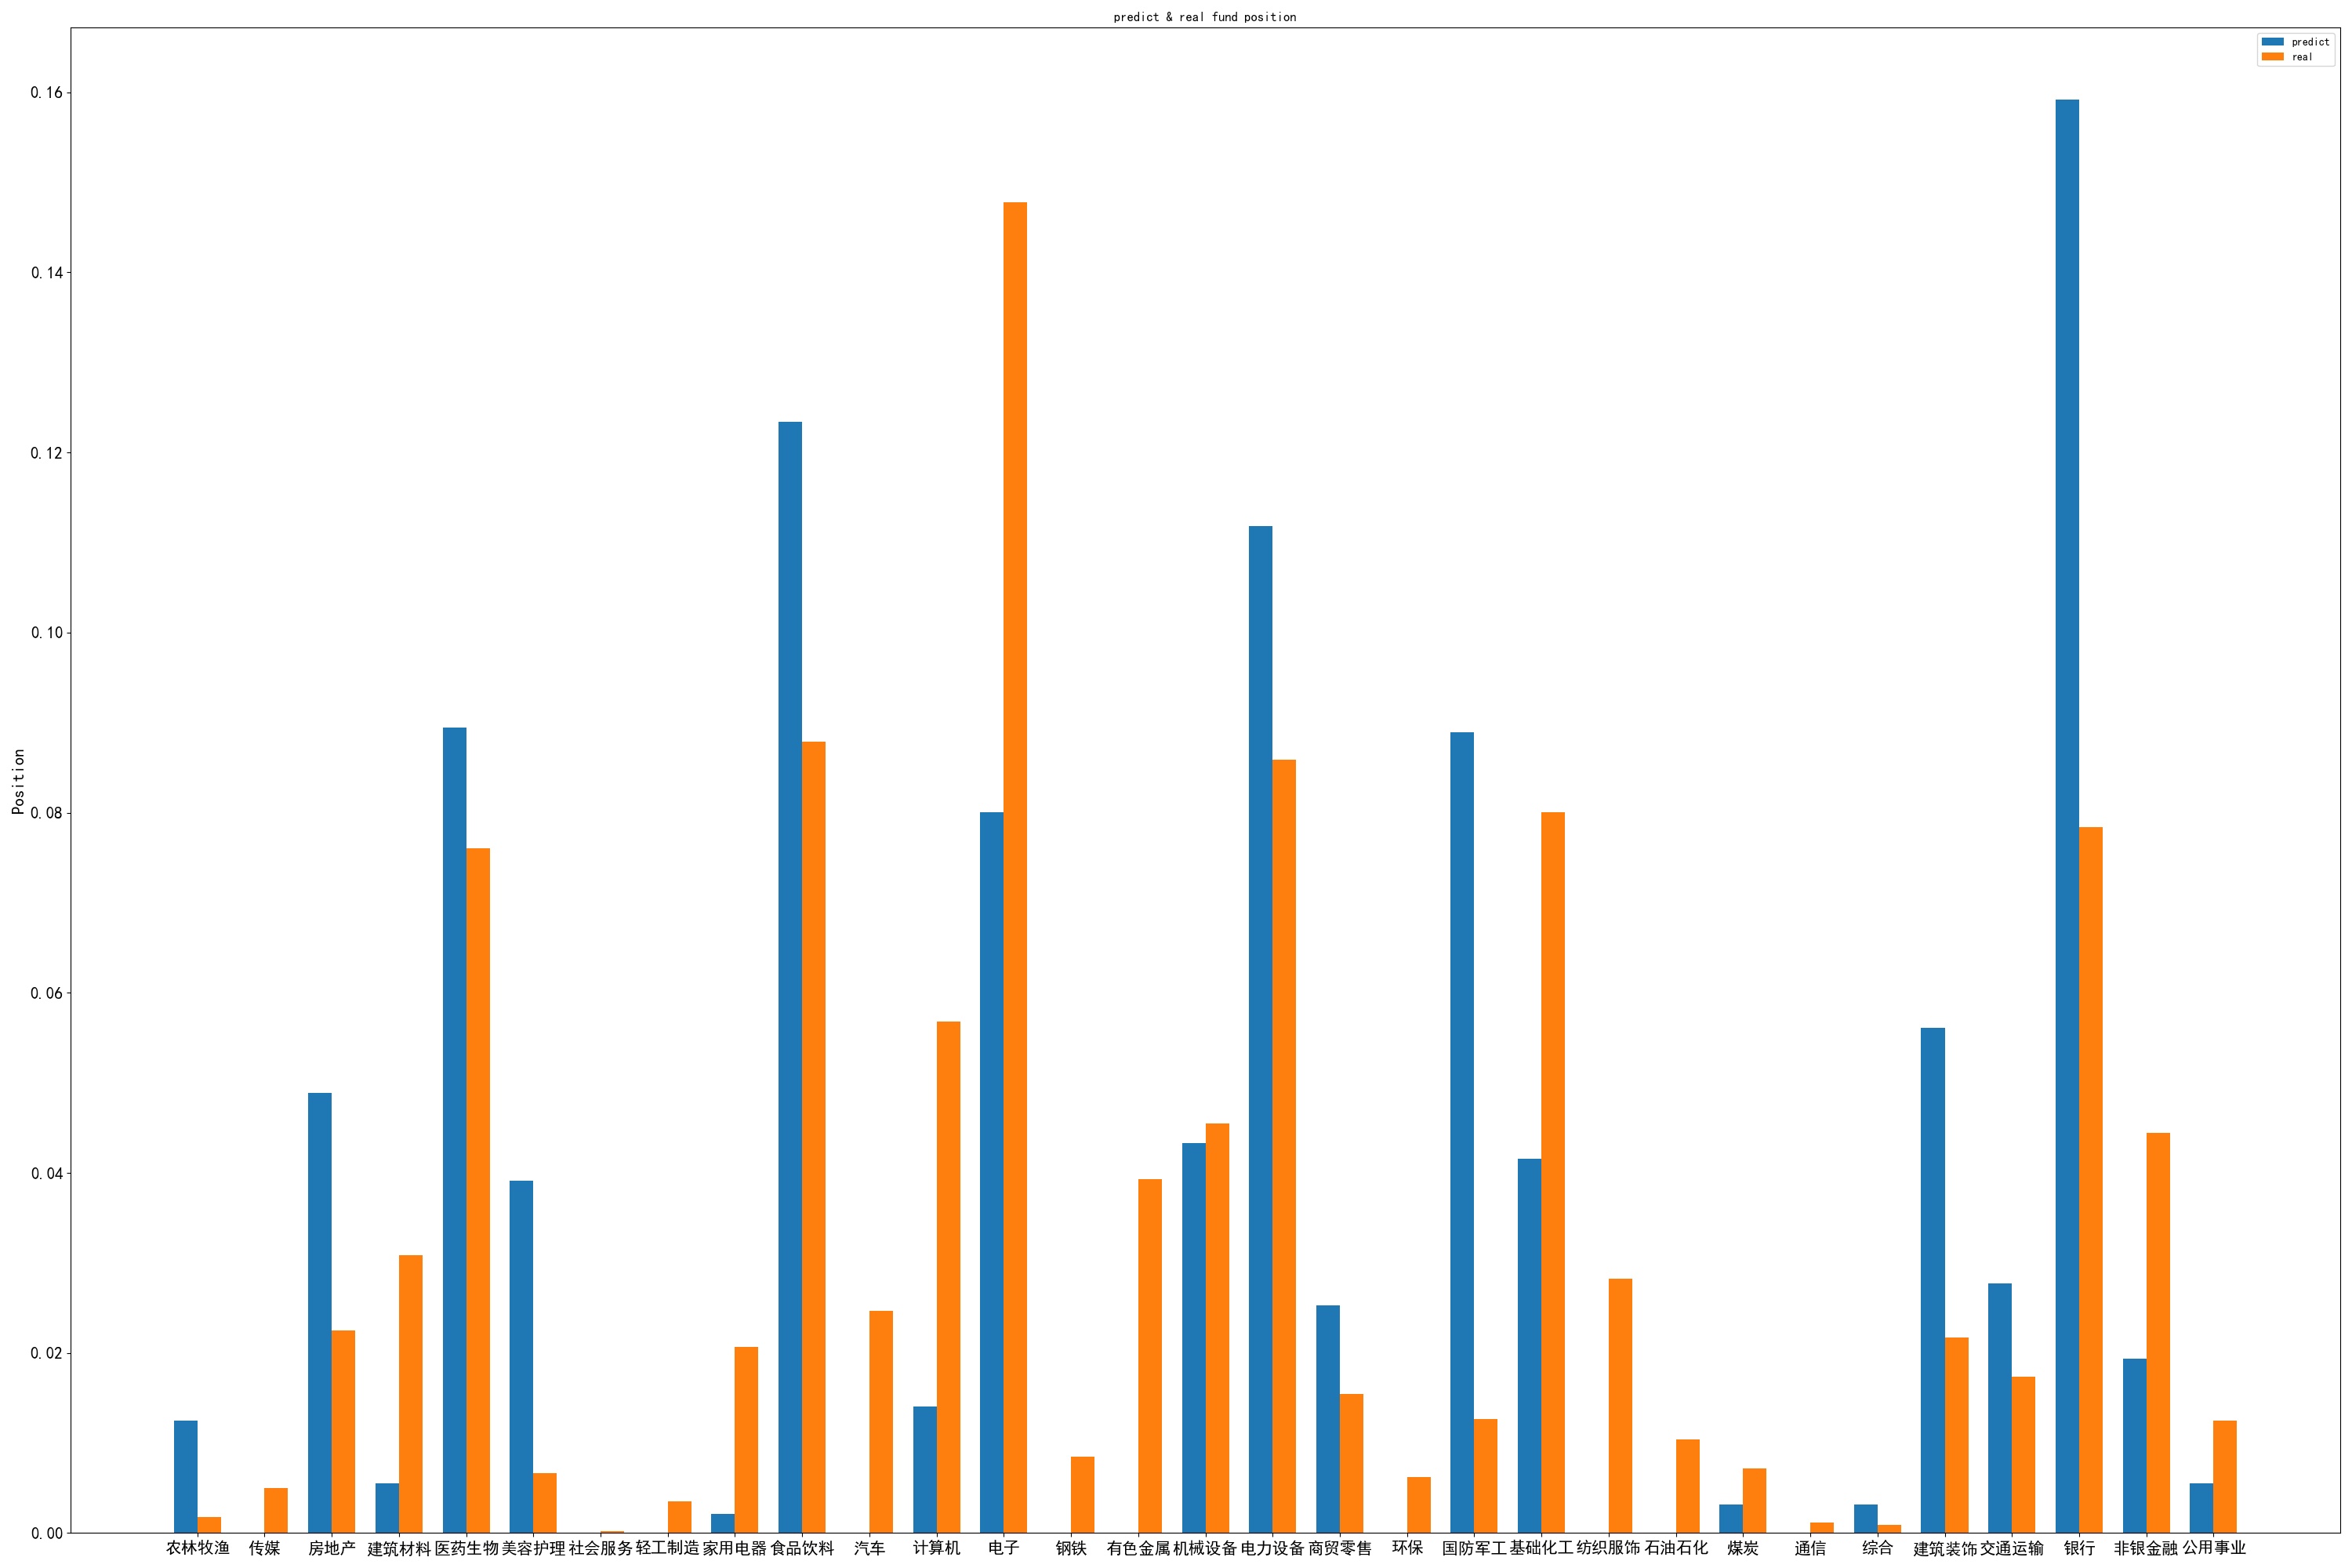 predict & real fund position
predict
real
Position
0.16
0.14
0.12
0.10
0.08
0.06
0.04
0.02
0.00
农林牧渔 传媒 房地产 建筑材料 医药生物 美容护理 社会服务 轻工制造 家用电器 食品饮料 汽车 计算机 电子 钢铁 有色金属 机械设备 电力设备 商贸零售 环保 国防军工 基础化工 纺织服饰 石油石化 煤炭 通信 综合 建筑装饰 交通运输 银行 非银金融 公用事业